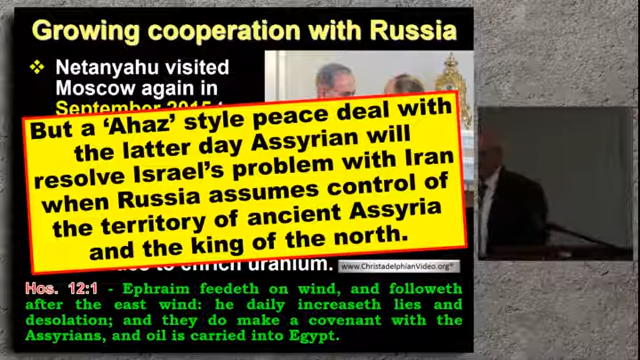 Growing cooperation with Russia
Netanyahu visited
Moscow again in
September 2015
But a ‘Ahaz’ style peace deal with
the latter day Assyrian will
resolve Israel’s problem with Iran
when Russia assumes control of
the territory of ancient Assyria
and the king of the north.
to enrich uranium.
www.ChristadelphianVideo.org
Hos. 12:1 - Ephraim feedeth on wind, and followeth
after the east wind: he daily increaseth lies and
desolation; and they do make a covenant with the
Assyrians, and oil is carried into Egypt.